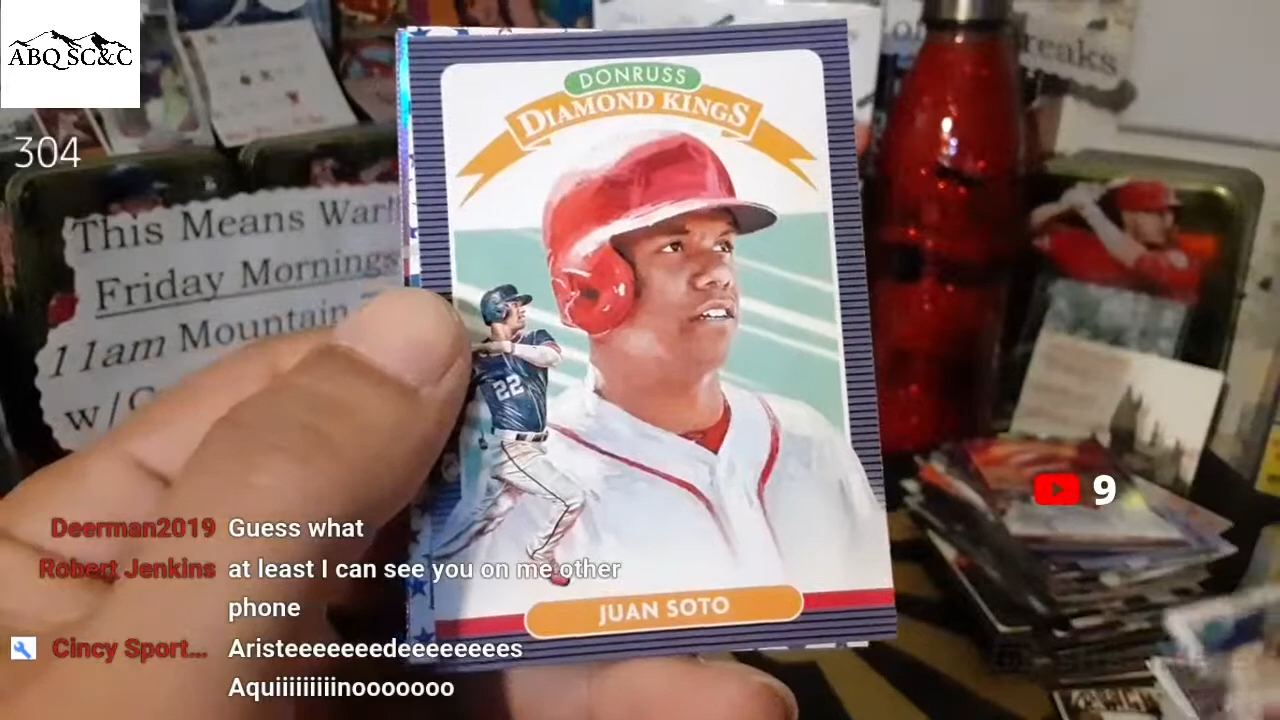 ABQ SC&C
304
This Means War!
Friday Mornings
11am Mountain
w/
DONRUSS
DIAMOND KINGS
22
JUAN SOTO
reaks
9
Deerman2019 Guess what
Robert Jenkins at least I can see you on me other
phone
Cincy Sport... Aristeeeeeeedeeeeeeees
Aquiiiiiiiiinooooooo